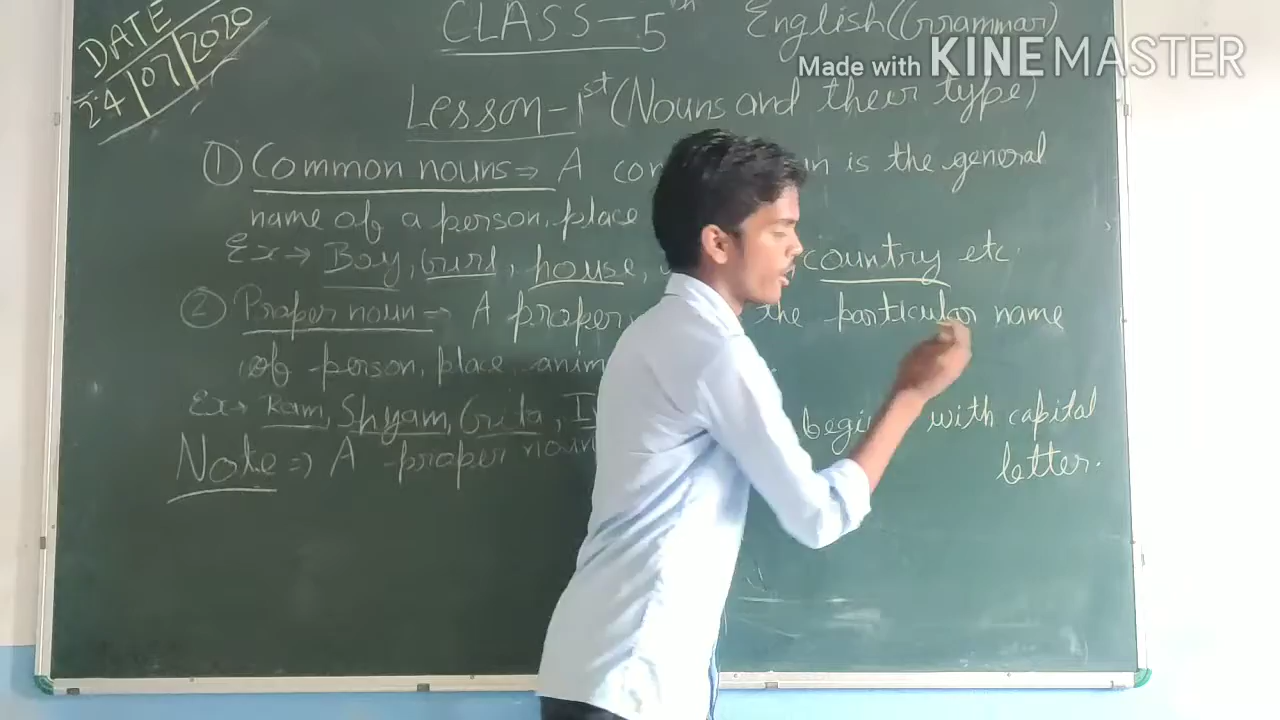 DATE
24/07/2020
CLASS-5th English (Grammar)
Made with KINEMASTER
Lesson-1st (Nouns and their type)
① Common nouns ⇒ A is the general
name of a person, place
Ex → Boy, Girl, house, country etc.
② Proper noun → A proper the particular name
of person, place
Ex → Ram, Shyam, Gita,
Note ⇒ A proper noun with capital
letter.